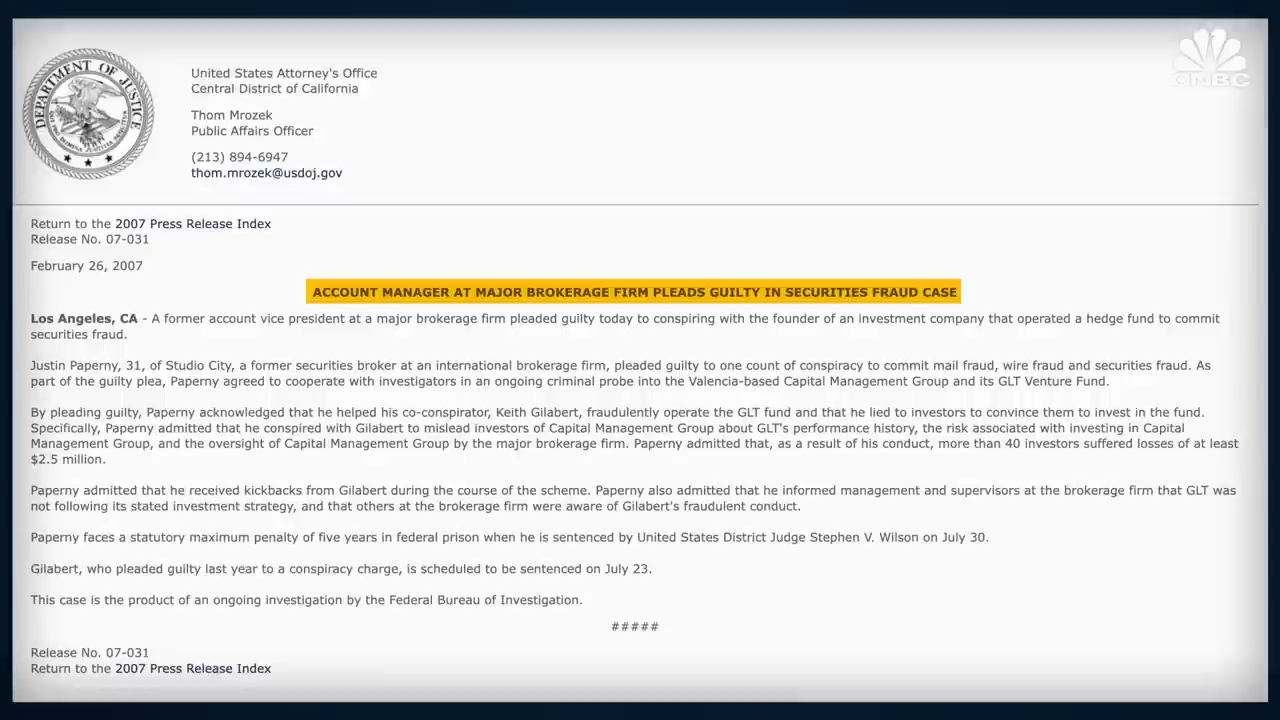 DEPARTMENT OF JUSTICE
CNBC
United States Attorney's Office
Central District of California
Thom Mrozek
Public Affairs Officer
(213) 894-6947
thom.mrozek@usdoj.gov
Return to the 2007 Press Release Index
Release No. 07-031
February 26, 2007
ACCOUNT MANAGER AT MAJOR BROKERAGE FIRM PLEADS GUILTY IN SECURITIES FRAUD CASE
Los Angeles, CA - A former account vice president at a major brokerage firm pleaded guilty today to conspiring with the founder of an investment company that operated a hedge fund to commit
securities fraud.
Justin Paperny, 31, of Studio City, a former securities broker at an international brokerage firm, pleaded guilty to one count of conspiracy to commit mail fraud, wire fraud and securities fraud. As
part of the guilty plea, Paperny agreed to cooperate with investigators in an ongoing criminal probe into the Valencia-based Capital Management Group and its GLT Venture Fund.
By pleading guilty, Paperny acknowledged that he helped his co-conspirator, Keith Gilabert, fraudulently operate the GLT fund and that he lied to investors to convince them to invest in the fund.
Specifically, Paperny admitted that he conspired with Gilabert to mislead investors of Capital Management Group about GLT's performance history, the risk associated with investing in Capital
Management Group, and the oversight of Capital Management Group by the major brokerage firm. Paperny admitted that, as a result of his conduct, more than 40 investors suffered losses of at least
$2.5 million.
Paperny admitted that he received kickbacks from Gilabert during the course of the scheme. Paperny also admitted that he informed management and supervisors at the brokerage firm that GLT was
not following its stated investment strategy, and that others at the brokerage firm were aware of Gilabert's fraudulent conduct.
Paperny faces a statutory maximum penalty of five years in federal prison when he is sentenced by United States District Judge Stephen V. Wilson on July 30.
Gilabert, who pleaded guilty last year to a conspiracy charge, is scheduled to be sentenced on July 23.
This case is the product of an ongoing investigation by the Federal Bureau of Investigation.
#####
Release No. 07-031
Return to the 2007 Press Release Index